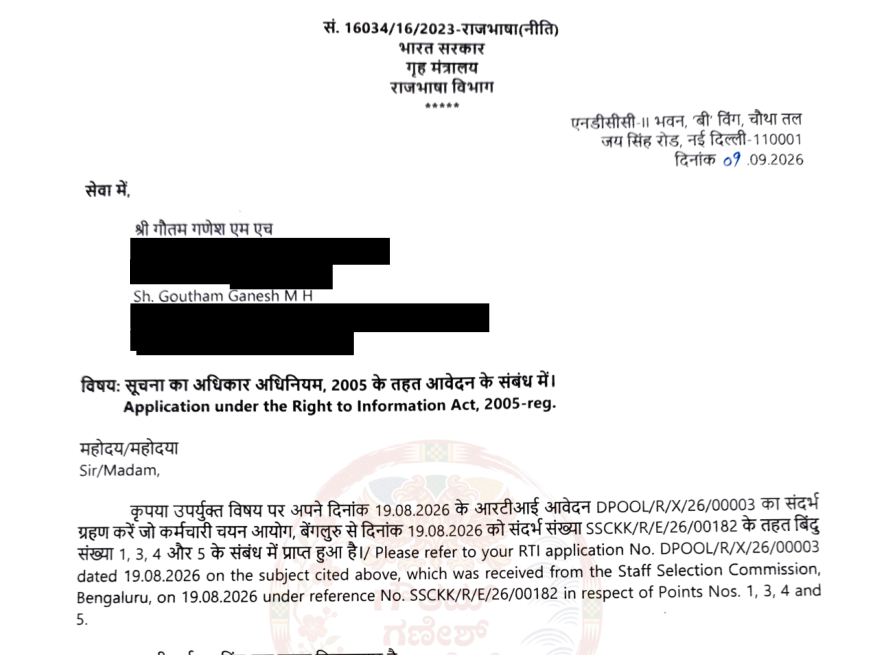 सं. 16034/16/2023-राजभाषा(नीति)
भारत सरकार
गृह मंत्रालय
राजभाषा विभाग
*****
एनडीसीसी-II भवन, 'बी' विंग, चौथा तल
जय सिंह रोड, नई दिल्ली-110001
दिनांक 09 .09.2026
सेवा में,
श्री गौतम गणेश एम एच
Sh. Goutham Ganesh M H
विषय: सूचना का अधिकार अधिनियम, 2005 के तहत आवेदन के संबंध में।
Application under the Right to Information Act, 2005-reg.
महोदय/महोदया
Sir/Madam,
कृपया उपर्युक्त विषय पर अपने दिनांक 19.08.2026 के आरटीआई आवेदन DPOOL/R/X/26/00003 का संदर्भ
ग्रहण करें जो कर्मचारी चयन आयोग, बेंगलुरु से दिनांक 19.08.2026 को संदर्भ संख्या SSCKK/R/E/26/00182 के तहत बिंदु
संख्या 1, 3, 4 और 5 के संबंध में प्राप्त हुआ है।/ Please refer to your RTI application No. DPOOL/R/X/26/00003
dated 19.08.2026 on the subject cited above, which was received from the Staff Selection Commission,
Bengaluru, on 19.08.2026 under reference No. SSCKK/R/E/26/00182 in respect of Points Nos. 1, 3, 4 and
5.
ಗೌತಮ್
ಗಣೇಶ್